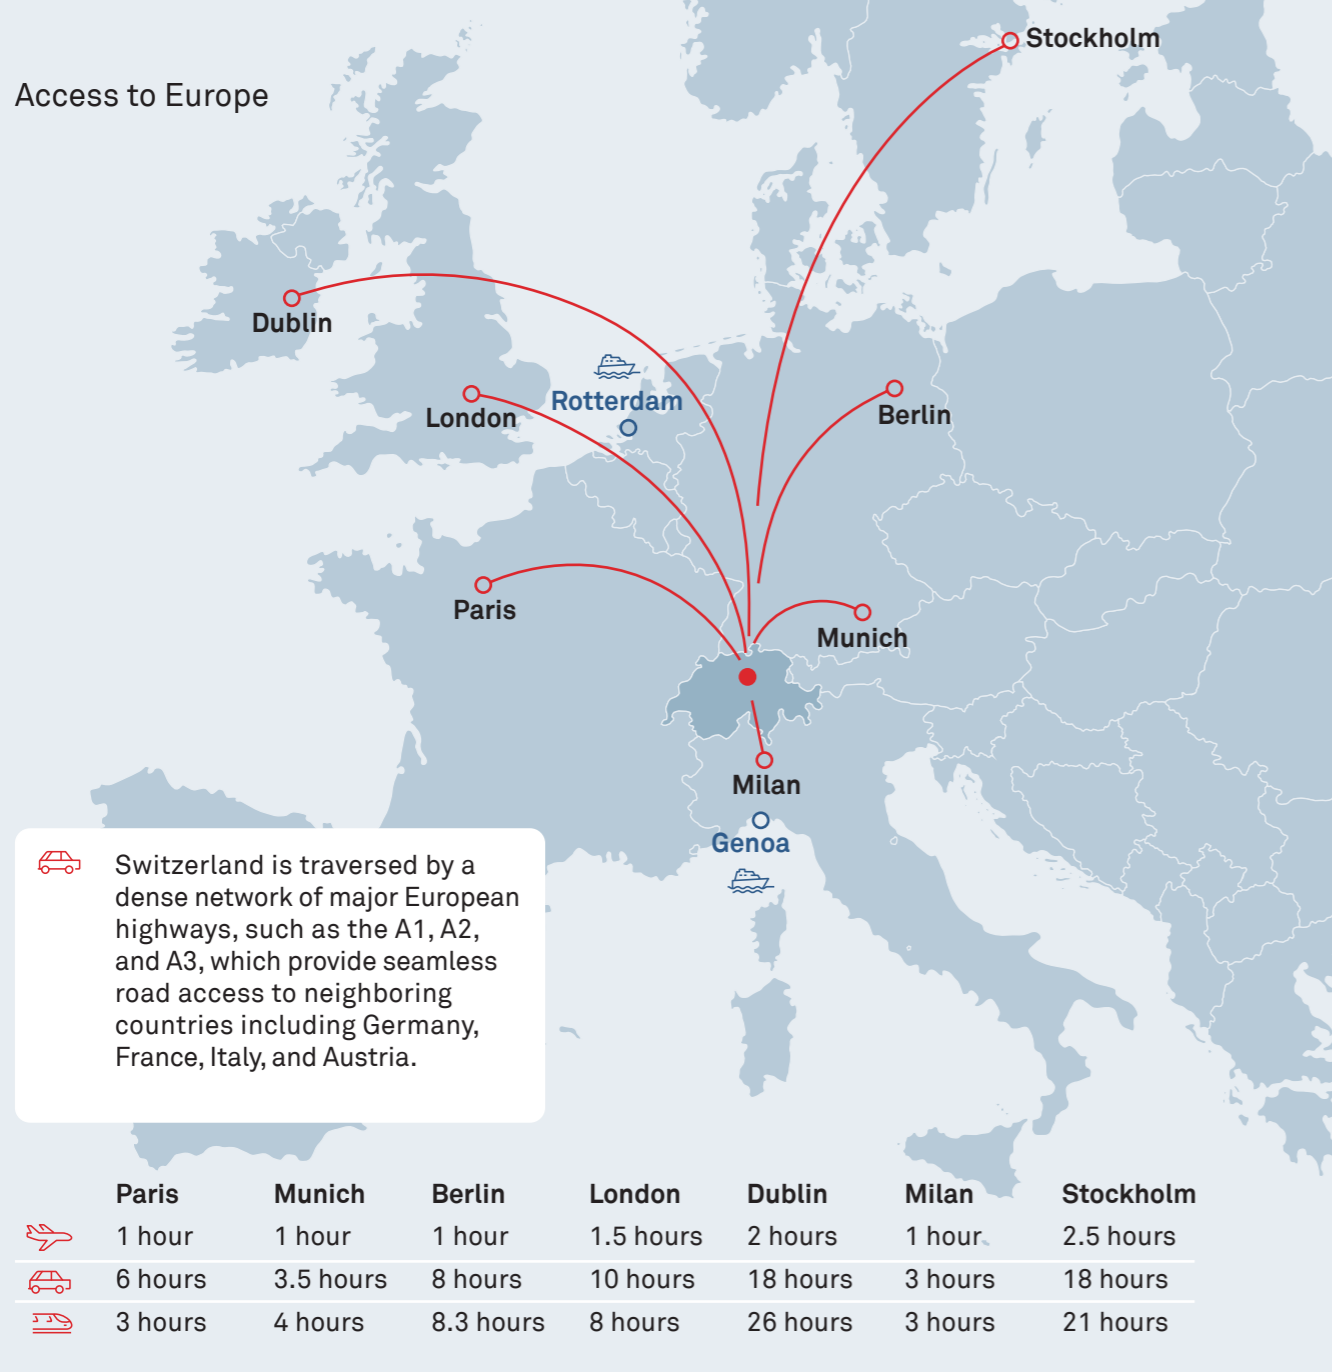 Access to Europe
Stockholm
Dublin
Rotterdam
London
Berlin
Paris
Munich
Milan
Genoa
Switzerland is traversed by a
dense network of major European
highways, such as the A1, A2,
and A3, which provide seamless
road access to neighboring
countries including Germany,
France, Italy, and Austria.
Paris Munich Berlin London Dublin Milan Stockholm
1 hour 1 hour 1 hour 1.5 hours 2 hours 1 hour 2.5 hours
6 hours 3.5 hours 8 hours 10 hours 18 hours 3 hours 18 hours
3 hours 4 hours 8.3 hours 8 hours 26 hours 3 hours 21 hours